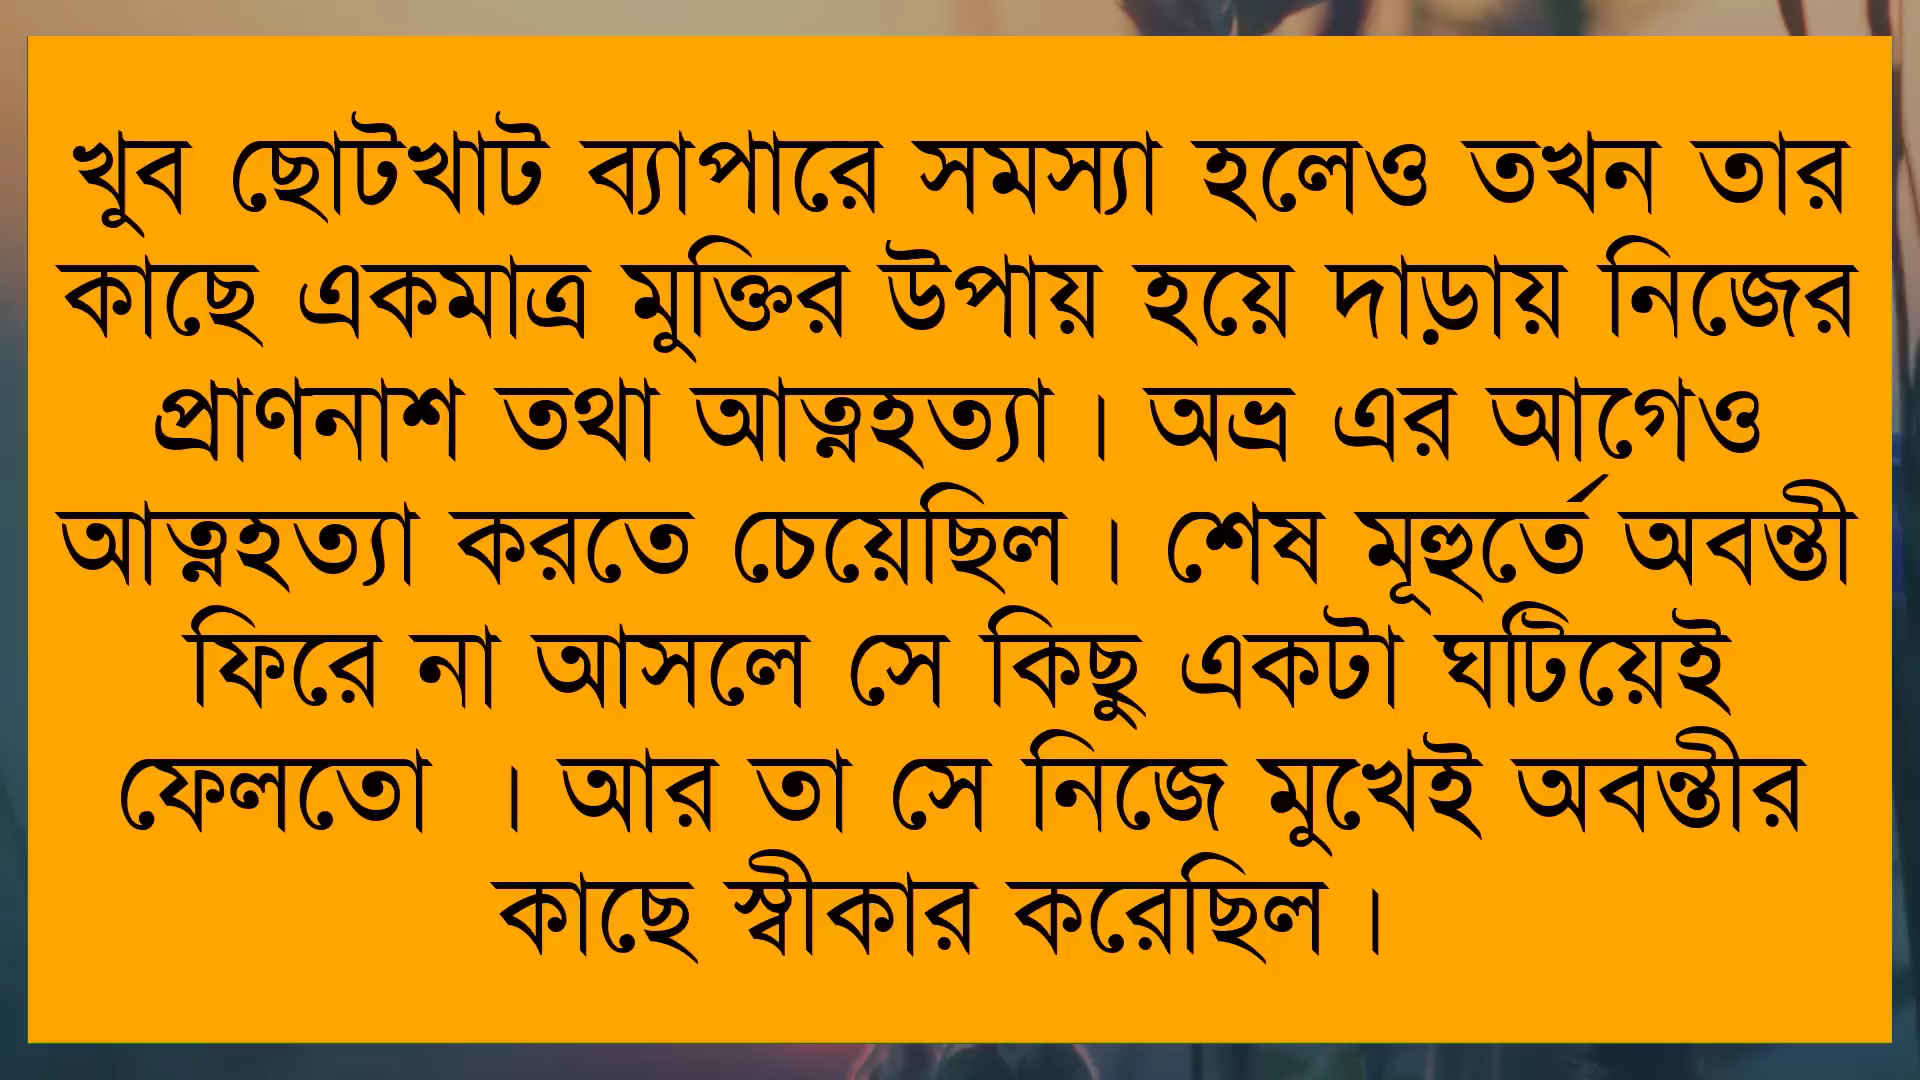 খুব ছোটখাট ব্যাপারে সমস্যা হলেও তখন তার
কাছে একমাত্র মুক্তির উপায় হয়ে দাড়ায় নিজের
প্রাণনাশ তথা আত্নহত্যা । অভ্র এর আগেও
আত্নহত্যা করতে চেয়েছিল । শেষ মূহুর্তে অবন্তী
ফিরে না আসলে সে কিছু একটা ঘটিয়েই
ফেলতো । আর তা সে নিজে মুখেই অবন্তীর
কাছে স্বীকার করেছিল ।